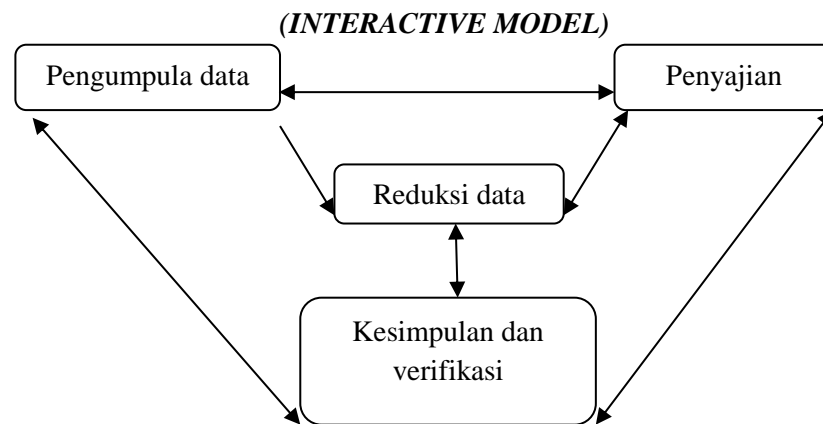 (INTERACTIVE MODEL)
Pengumpula data
Penyajian
Reduksi data
Kesimpulan dan
verifikasi